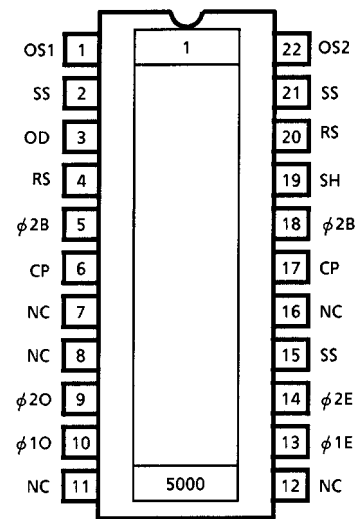 OS1 1 1 22 OS2
SS 2 21 SS
OD 3 20 RS
RS 4 19 SH
ϕ2B 5 18 ϕ2B
CP 6 17 CP
NC 7 16 NC
NC 8 15 SS
ϕ2O 9 14 ϕ2E
ϕ1O 10 13 ϕ1E
NC 11 5000 12 NC